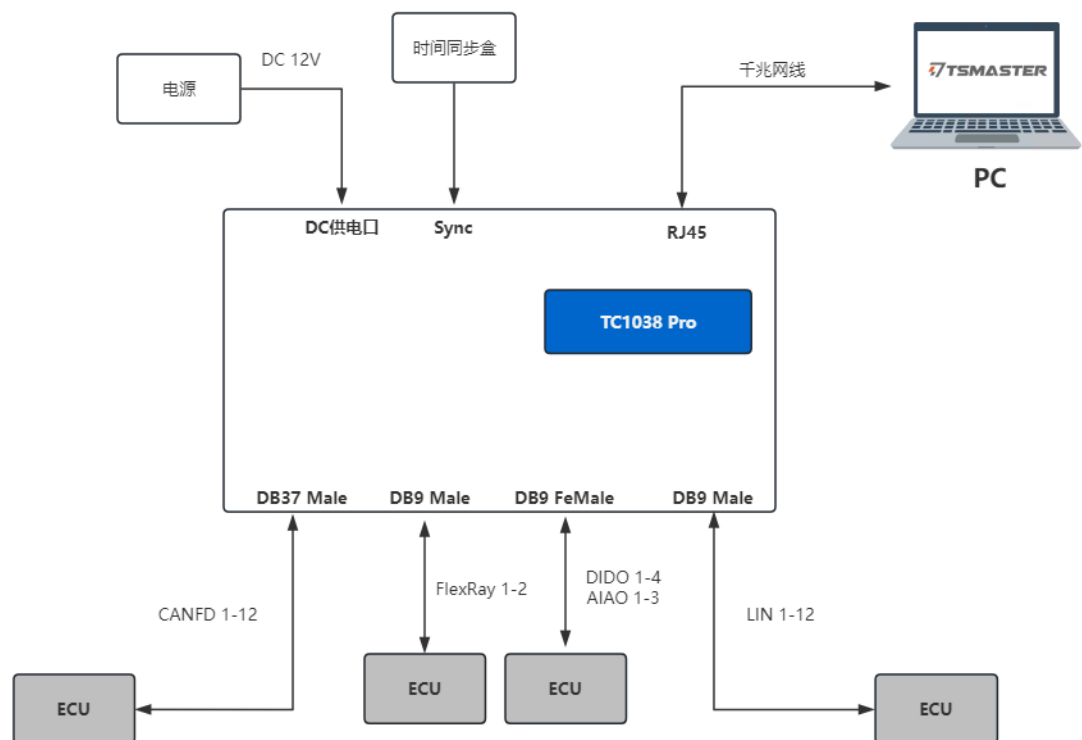 时间同步盒
电源
DC 12V
千兆网线
TSMASTER
PC
DC供电口
Sync
RJ45
TC1038 Pro
DB37 Male
DB9 Male
DB9 FeMale
DB9 Male
CANFD 1-12
FlexRay 1-2
DIDO 1-4
AIAO 1-3
LIN 1-12
ECU
ECU
ECU
ECU